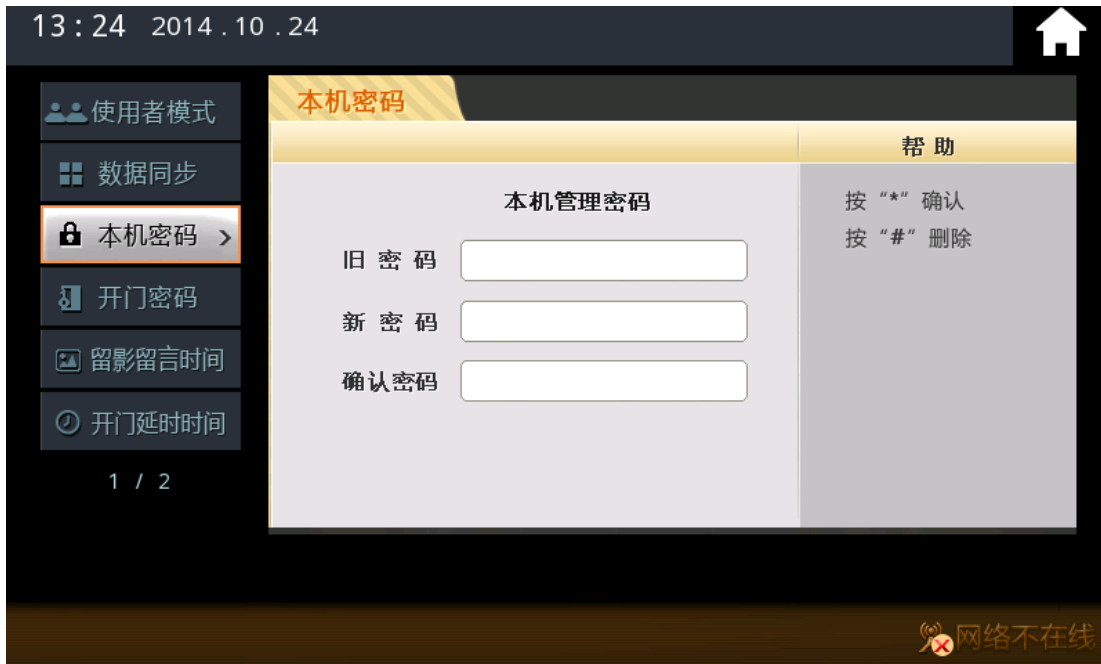 13:24 2014.10.24
使用者模式
数据同步
本机密码 >
开门密码
留影留言时间
开门延时时间
1 / 2
本机密码
本机管理密码
旧密码
新密码
确认密码
帮助
按“*”确认
按“#”删除
网络不在线